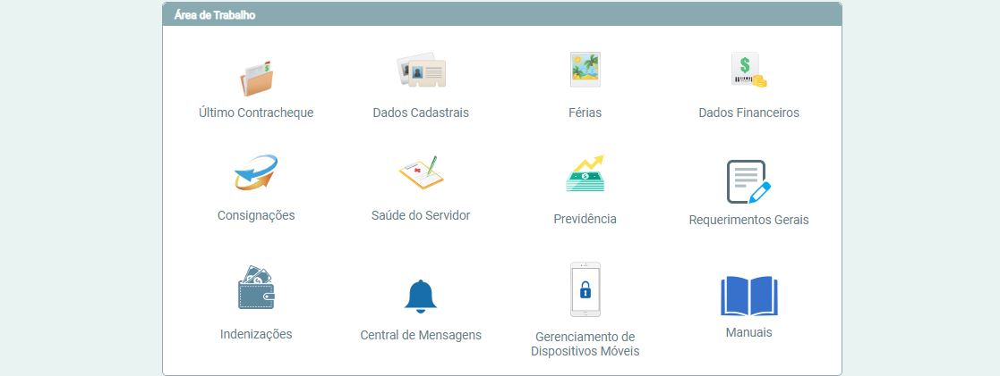 Área de Trabalho
Último Contracheque
Dados Cadastrais
Férias
Dados Financeiros
Consignações
Saúde do Servidor
Previdência
Requerimentos Gerais
Indenizações
Central de Mensagens
Gerenciamento de
Dispositivos Móveis
Manuais